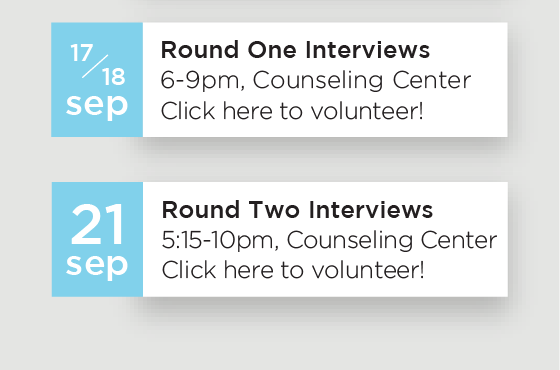 17/18
sep
Round One Interviews
6-9pm, Counseling Center
Click here to volunteer!
21
sep
Round Two Interviews
5:15-10pm, Counseling Center
Click here to volunteer!